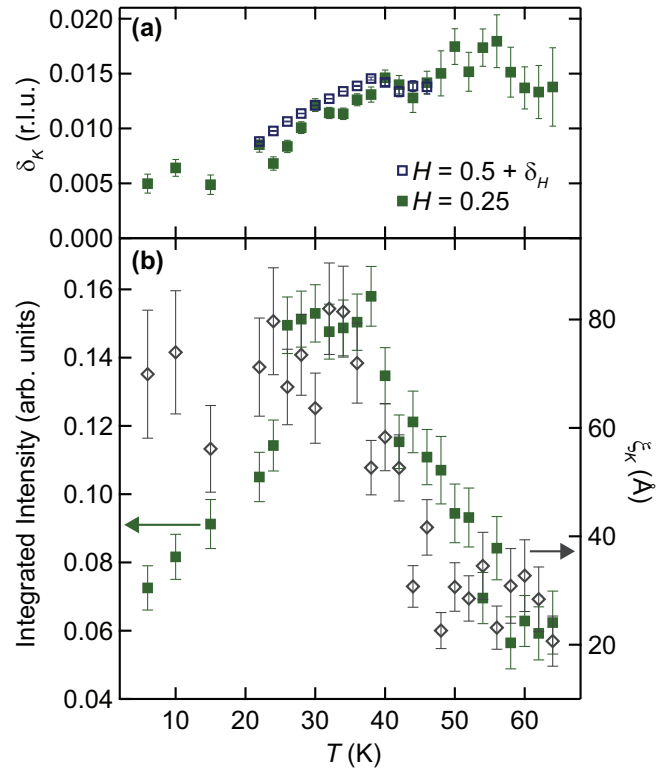 (a)
0.020
0.015
0.010
0.005
0.000
δK (r.l.u.)
H = 0.5 + δH
H = 0.25
(b)
0.16
0.14
0.12
0.10
0.08
0.06
0.04
Integrated Intensity (arb. units)
80
60
40
20
ξK (Å)
10 20 30 40 50 60
T (K)